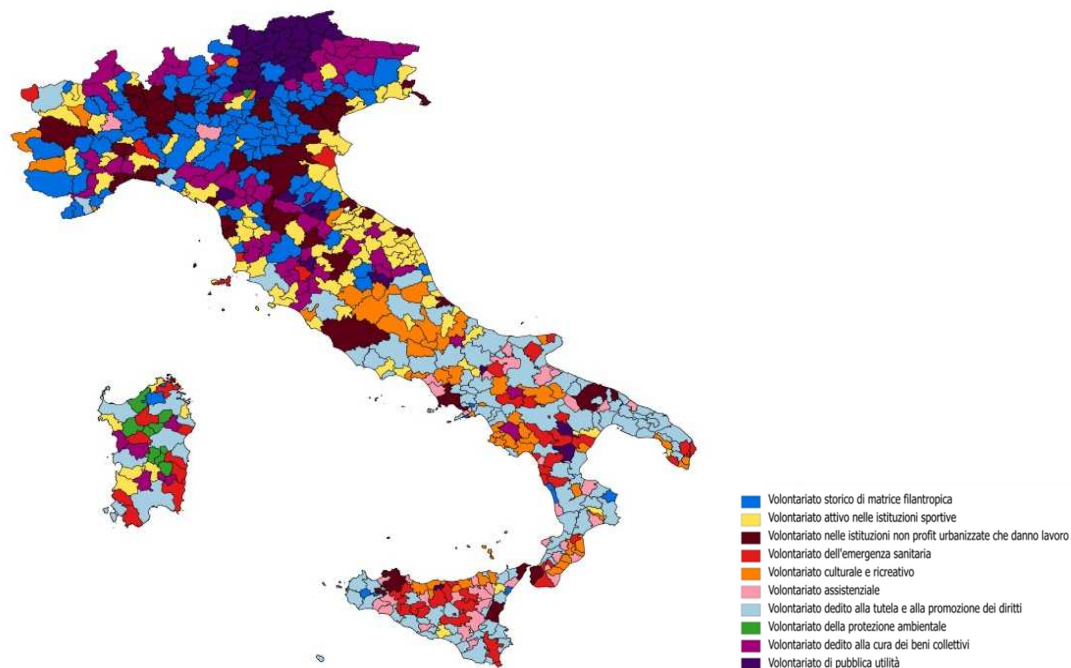 Volontariato storico di matrice filantropica
Volontariato attivo nelle istituzioni sportive
Volontariato nelle istituzioni non profit urbanizzate che danno lavoro
Volontariato dell'emergenza sanitaria
Volontariato culturale e ricreativo
Volontariato assistenziale
Volontariato dedito alla tutela e alla promozione dei diritti
Volontariato della protezione ambientale
Volontariato dedito alla cura dei beni collettivi
Volontariato di pubblica utilità